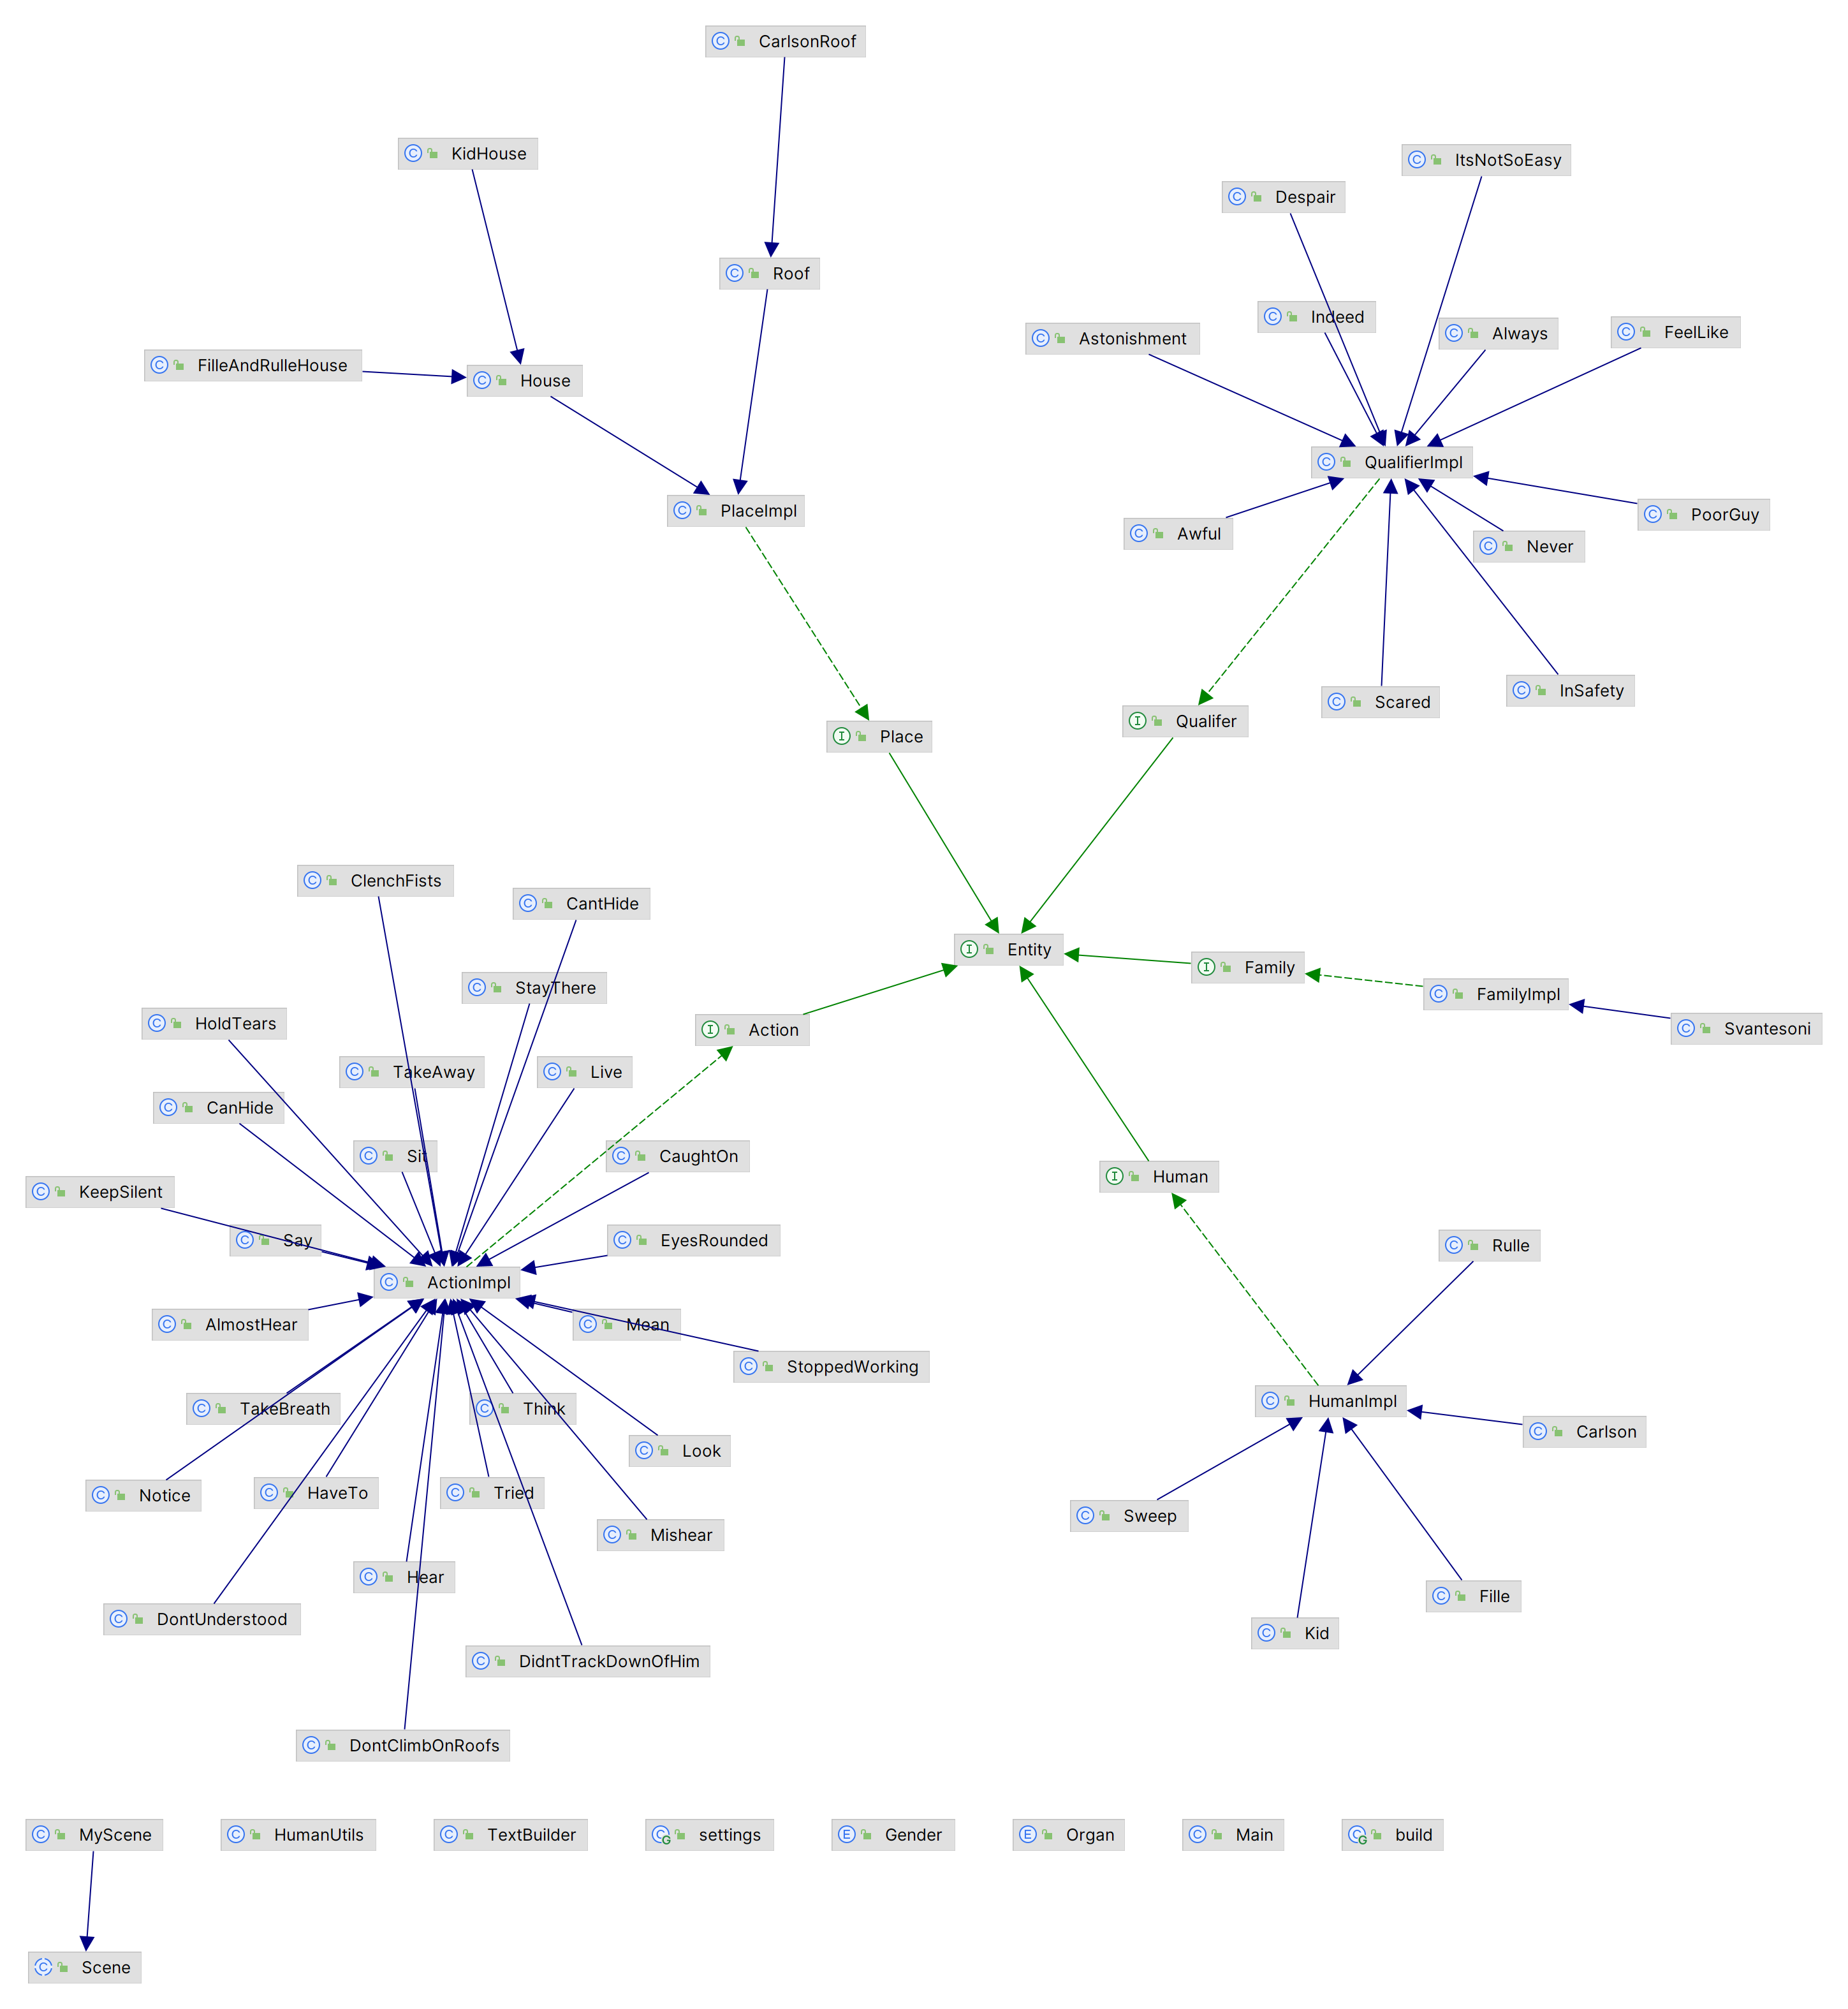 CarlsonRoof
KidHouse
ItsNotSoEasy
Despair
Roof
Indeed
Astonishment
Always
FeelLike
FilleAndRulleHouse
House
QualifierImpl
PlaceImpl
PoorGuy
Awful
Never
Scared
InSafety
Qualifer
Place
ClenchFists
CantHide
Entity
Family
StayThere
FamilyImpl
HoldTears
Action
Svantesoni
TakeAway
Live
CanHide
Sit
CaughtOn
Human
KeepSilent
Say
EyesRounded
Rulle
ActionImpl
AlmostHear
Mean
StoppedWorking
HumanImpl
TakeBreath
Think
Carlson
Look
Notice
HaveTo
Tried
Sweep
Mishear
Hear
Fille
DontUnderstood
Kid
DidntTrackDownOfHim
DontClimbOnRoofs
MyScene
HumanUtils
TextBuilder
settings
Gender
Organ
Main
build
Scene